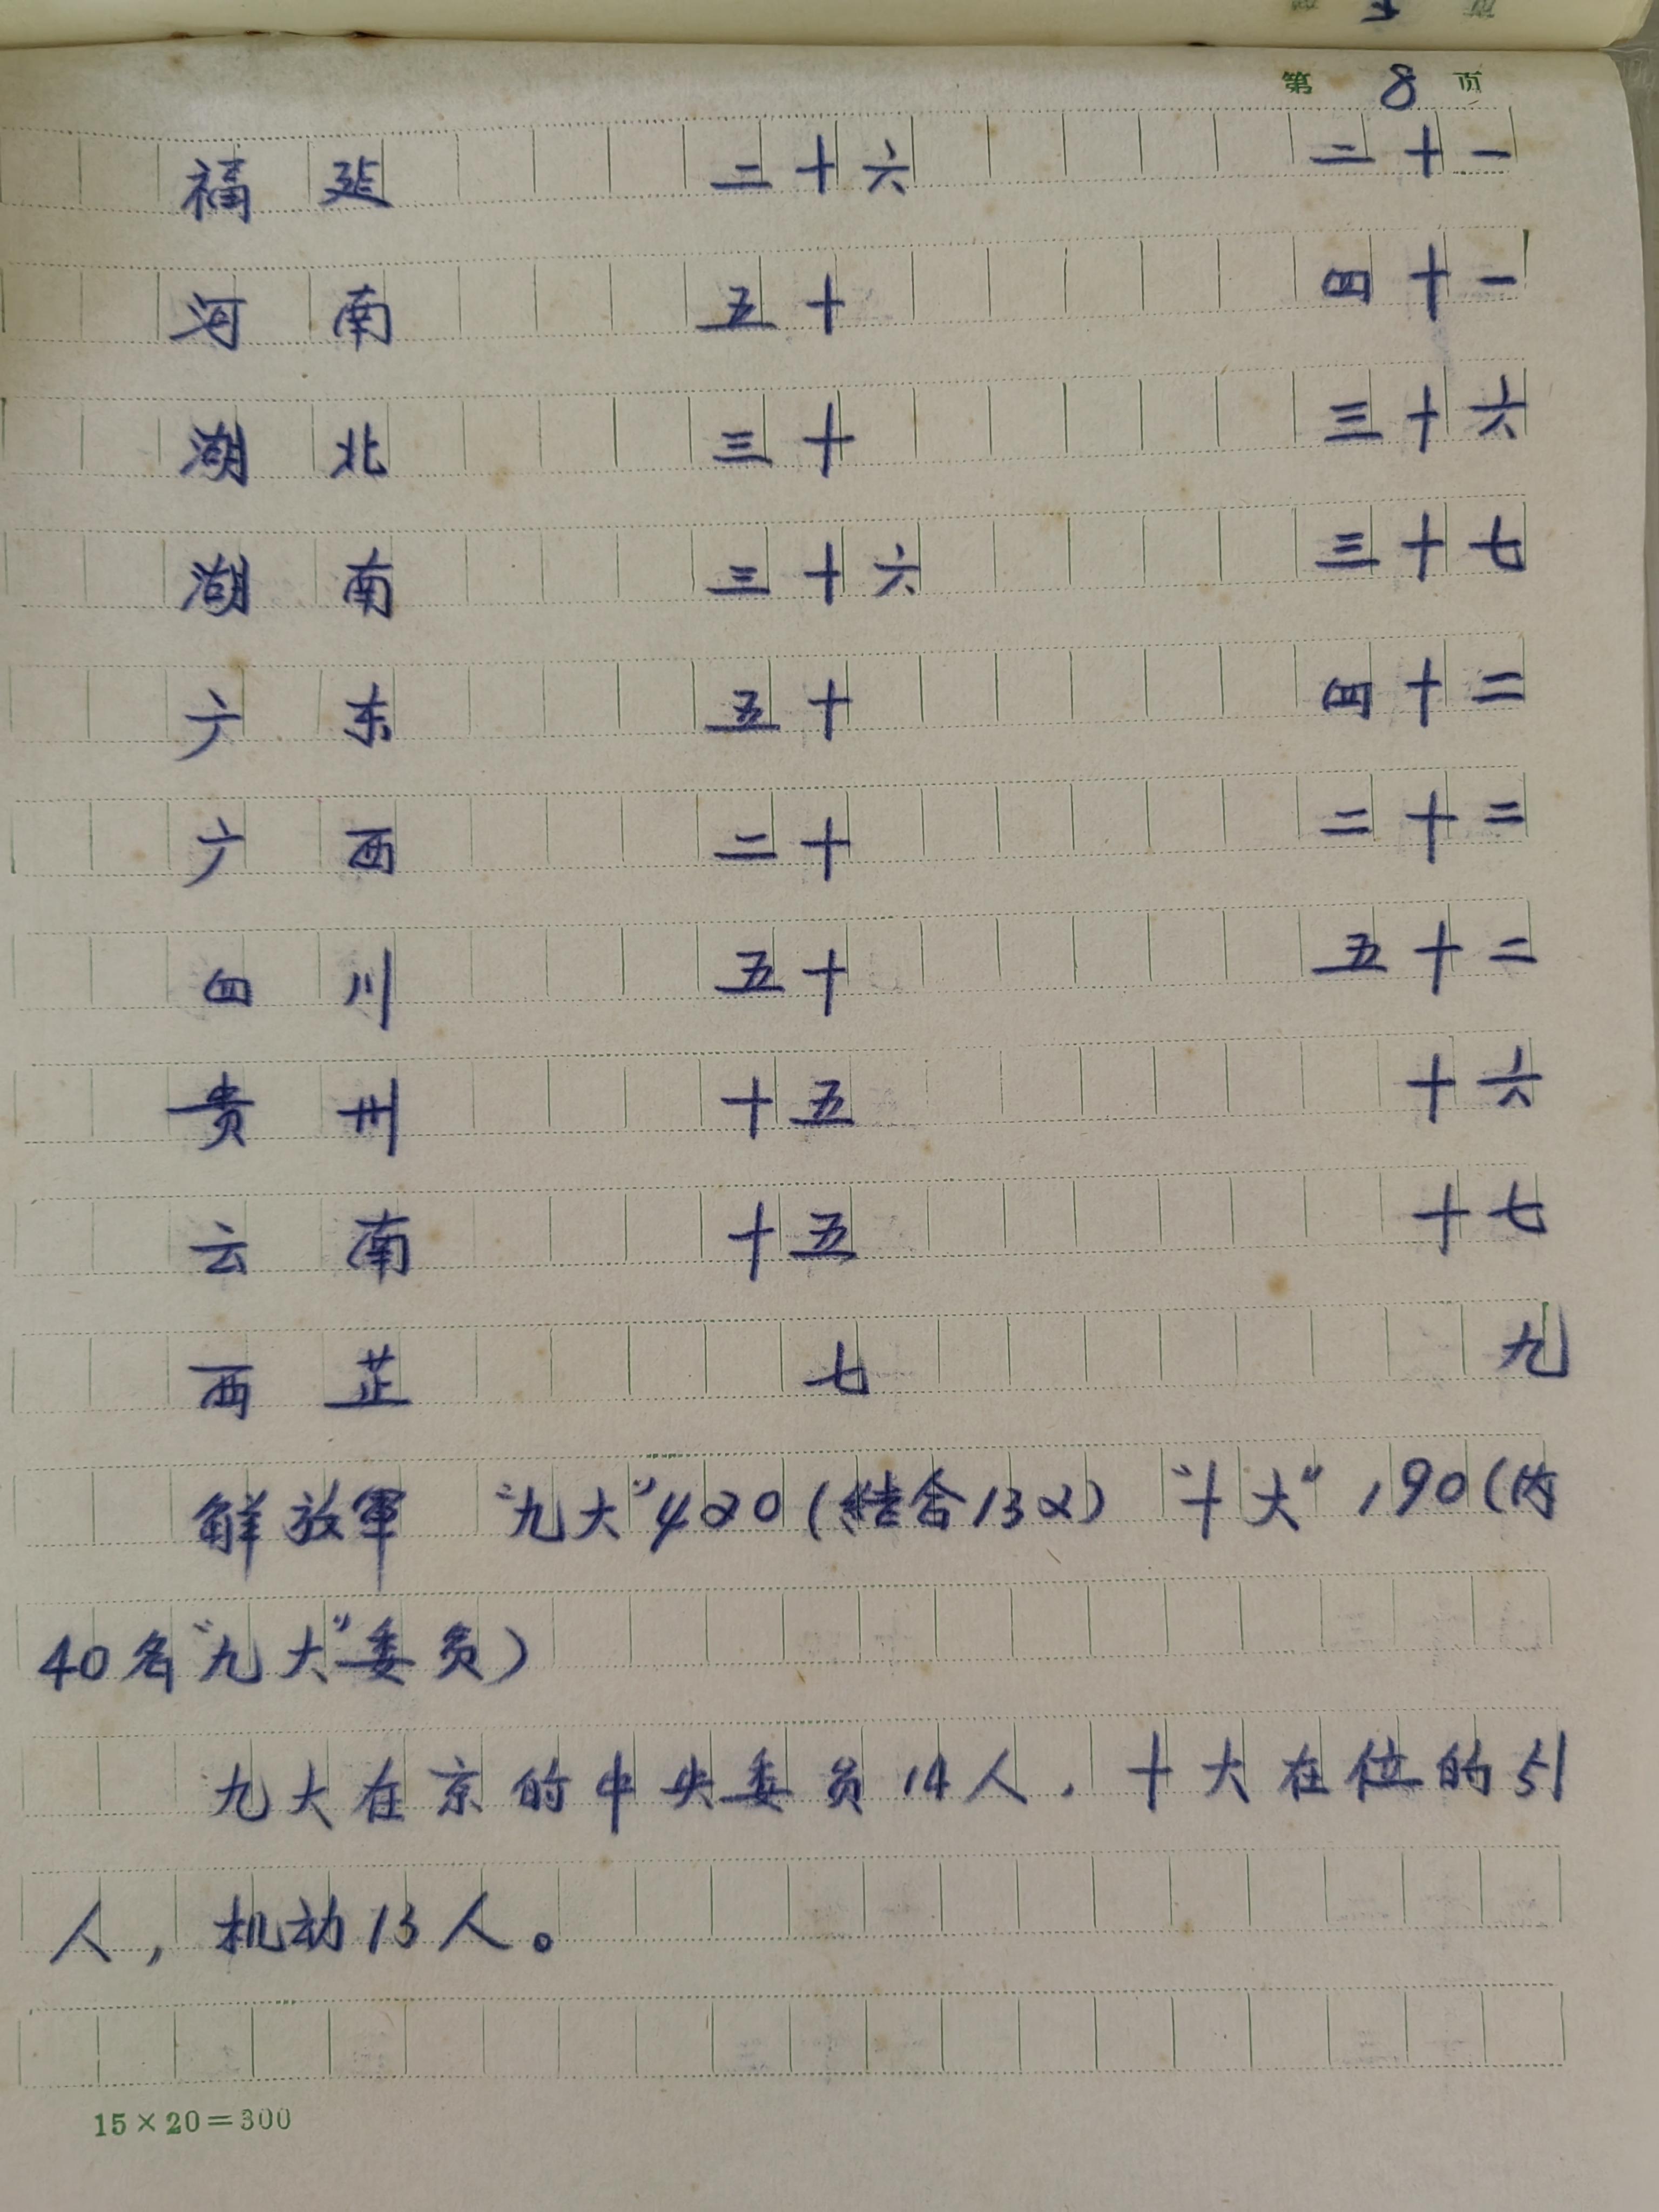 第 8 页
福 延 二十六 二十一
河 南 五十 四十一
湖 北 三十 三十六
湖 南 三十六 三十七
广 东 五十 四十二
广 西 二十 二十二
四 川 五十 五十二
贵 州 十五 十六
云 南 十五 十七
西 芷 七 九
解放軍 “九大”420(结合132) “十大”190(内
40名“九大”委员)
九大在京的中央委员14人．十大在位的51
人，机动13人。
15×20=300